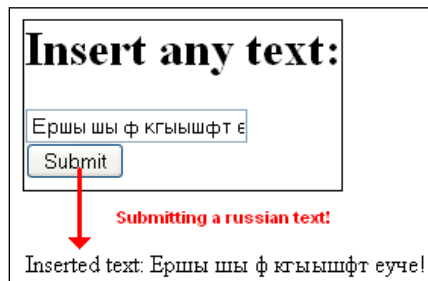 Insert any text:
Ершы шы ф кгыышфт е
Submit
Submitting a russian text!
Inserted text: Ершы шы ф кгыышфт еуче!